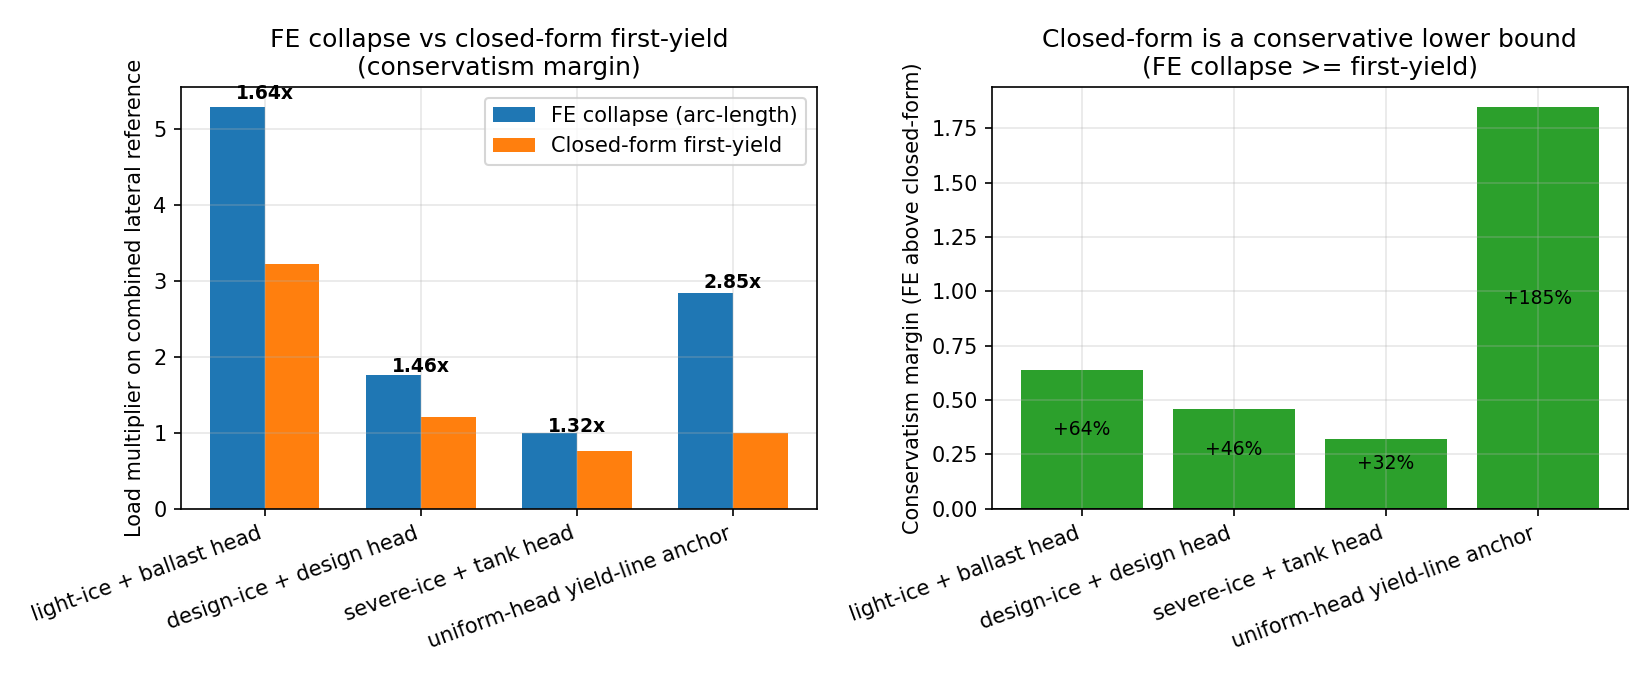 FE collapse vs closed-form first-yield
(conservatism margin)
Load multiplier on combined lateral reference
5
4
3
2
1
0
1.64x
1.46x
1.32x
2.85x
FE collapse (arc-length)
Closed-form first-yield
light-ice + ballast head
design-ice + design head
severe-ice + tank head
uniform-head yield-line anchor
Closed-form is a conservative lower bound
(FE collapse >= first-yield)
Conservatism margin (FE above closed-form)
1.75
1.50
1.25
1.00
0.75
0.50
0.25
0.00
+64%
+46%
+32%
+185%
light-ice + ballast head
design-ice + design head
severe-ice + tank head
uniform-head yield-line anchor